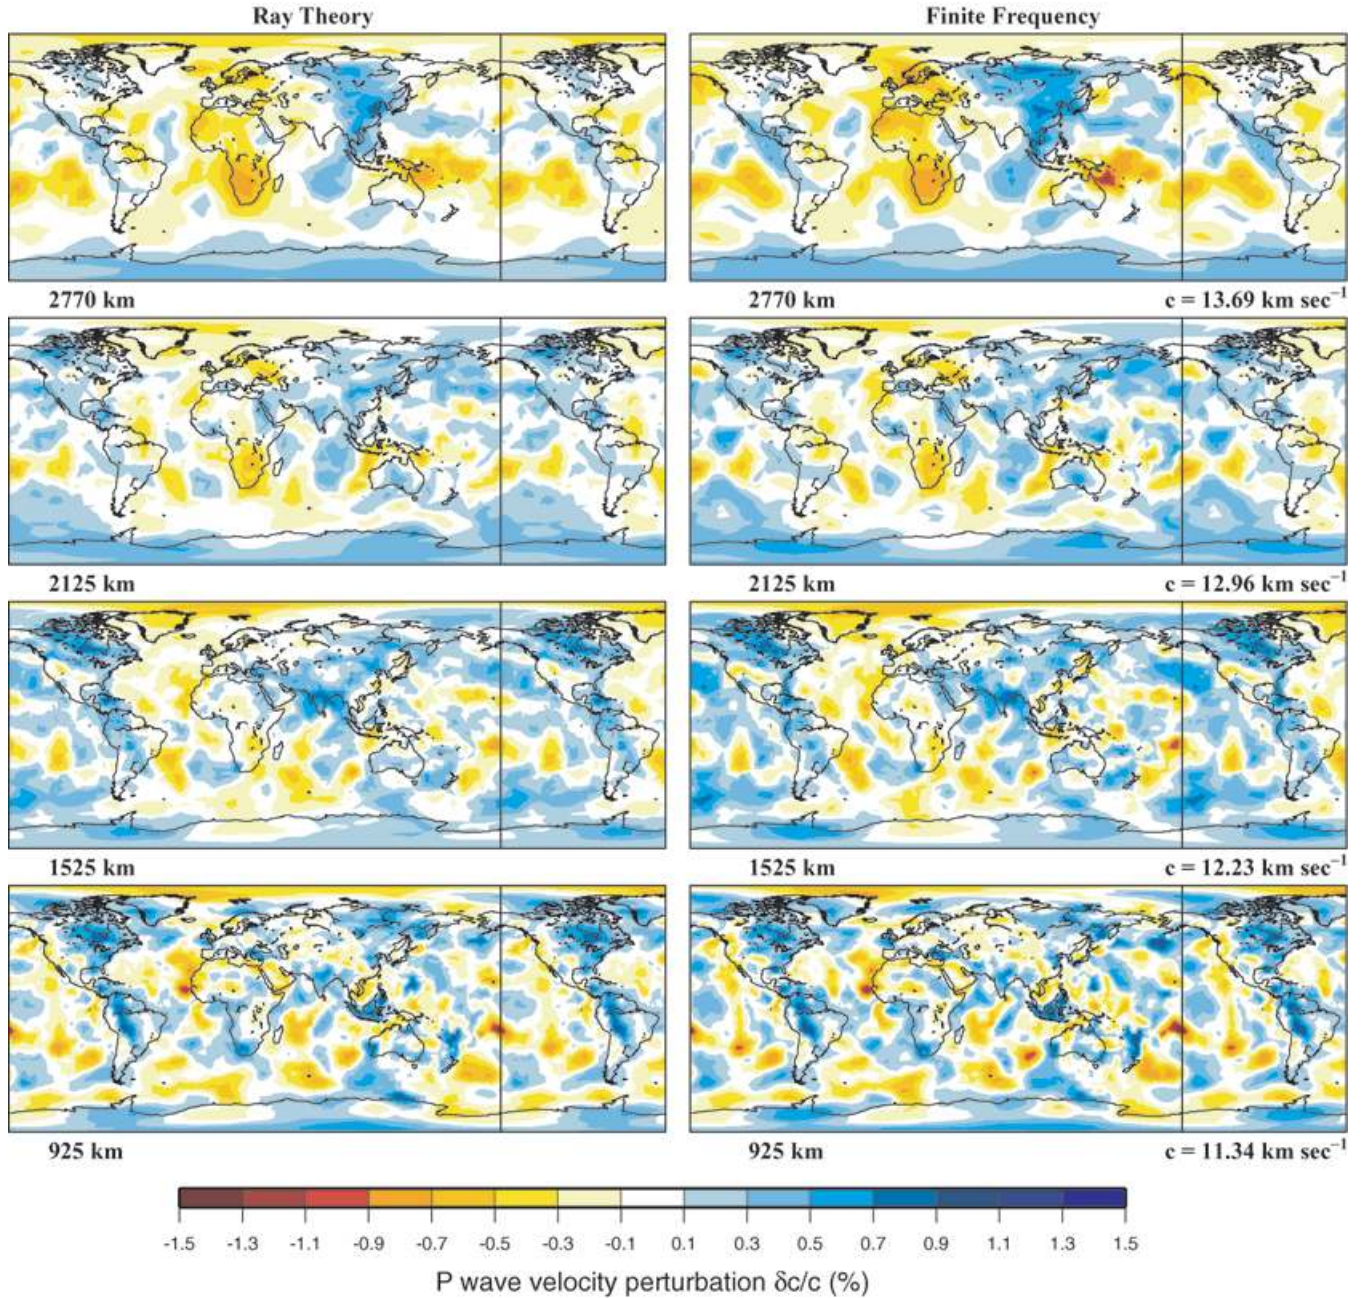 Ray Theory
Finite Frequency
2770 km
2770 km
c = 13.69 km sec⁻¹
2125 km
2125 km
c = 12.96 km sec⁻¹
1525 km
1525 km
c = 12.23 km sec⁻¹
925 km
925 km
c = 11.34 km sec⁻¹
-1.5 -1.3 -1.1 -0.9 -0.7 -0.5 -0.3 -0.1 0.1 0.3 0.5 0.7 0.9 1.1 1.3 1.5
P wave velocity perturbation δc/c (%)